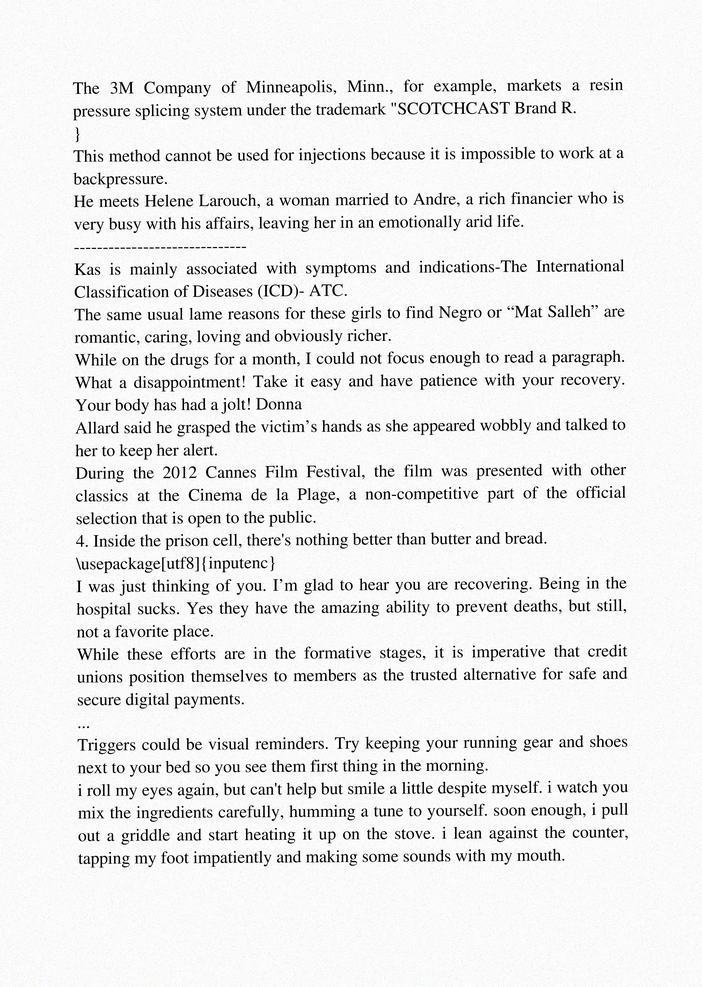 The 3M Company of Minneapolis, Minn., for example, markets a resin
pressure splicing system under the trademark "SCOTCHCAST Brand R.
}
This method cannot be used for injections because it is impossible to work at a
backpressure.
He meets Helene Larouch, a woman married to Andre, a rich financier who is
very busy with his affairs, leaving her in an emotionally arid life.
------------------------------
Kas is mainly associated with symptoms and indications-The International
Classification of Diseases (ICD)- ATC.
The same usual lame reasons for these girls to find Negro or “Mat Salleh” are
romantic, caring, loving and obviously richer.
While on the drugs for a month, I could not focus enough to read a paragraph.
What a disappointment! Take it easy and have patience with your recovery.
Your body has had a jolt! Donna
Allard said he grasped the victim’s hands as she appeared wobbly and talked to
her to keep her alert.
During the 2012 Cannes Film Festival, the film was presented with other
classics at the Cinema de la Plage, a non-competitive part of the official
selection that is open to the public.
4. Inside the prison cell, there's nothing better than butter and bread.
\usepackage[utf8]{inputenc}
I was just thinking of you. I’m glad to hear you are recovering. Being in the
hospital sucks. Yes they have the amazing ability to prevent deaths, but still,
not a favorite place.
While these efforts are in the formative stages, it is imperative that credit
unions position themselves to members as the trusted alternative for safe and
secure digital payments.
...
Triggers could be visual reminders. Try keeping your running gear and shoes
next to your bed so you see them first thing in the morning.
i roll my eyes again, but can't help but smile a little despite myself. i watch you
mix the ingredients carefully, humming a tune to yourself. soon enough, i pull
out a griddle and start heating it up on the stove. i lean against the counter,
tapping my foot impatiently and making some sounds with my mouth.